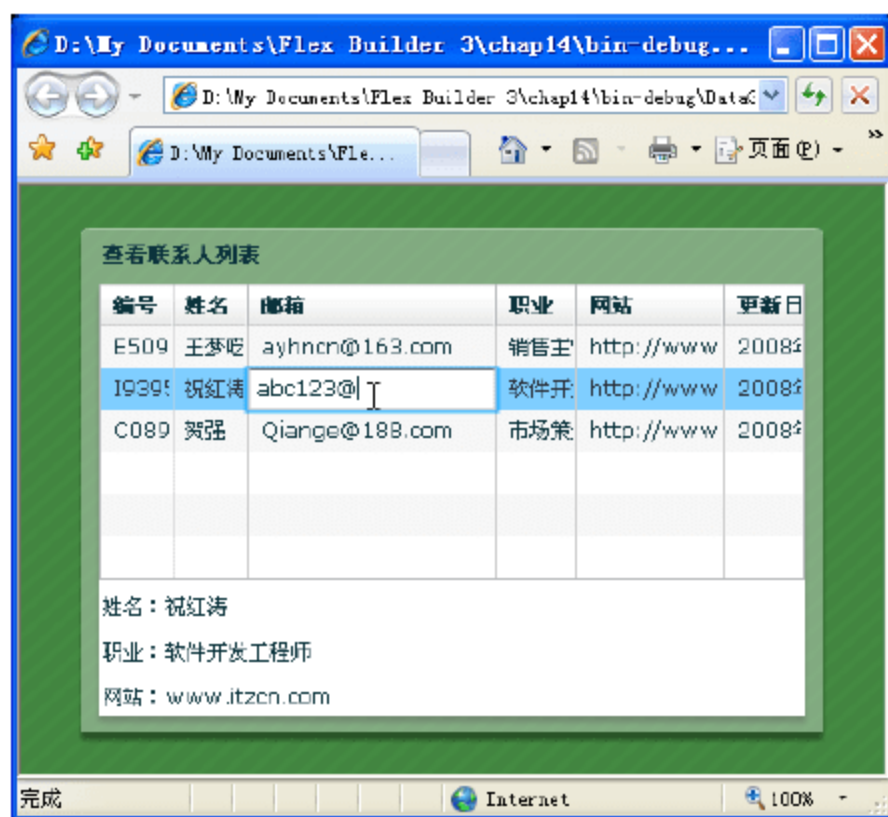 D:\My Documents\Flex Builder 3\chap14\bin-debug...
D:\My Documents\Flex Builder 3\chap14\bin-debug\Data
D:\My Documents\Fle...
页面(P)
»
查看联系人列表
编号 姓名 邮箱 职业 网站 更新日
E509 王梦 ayhncn@163.com 销售主 http://www 2008
I939 祝红涛 abc123@ 软件开 http://www 2008
C089 贺强 Qiange@188.com 市场策 http://www 2008
姓名：祝红涛
职业：软件开发工程师
网站：www.itzcn.com
完成 Internet 100%